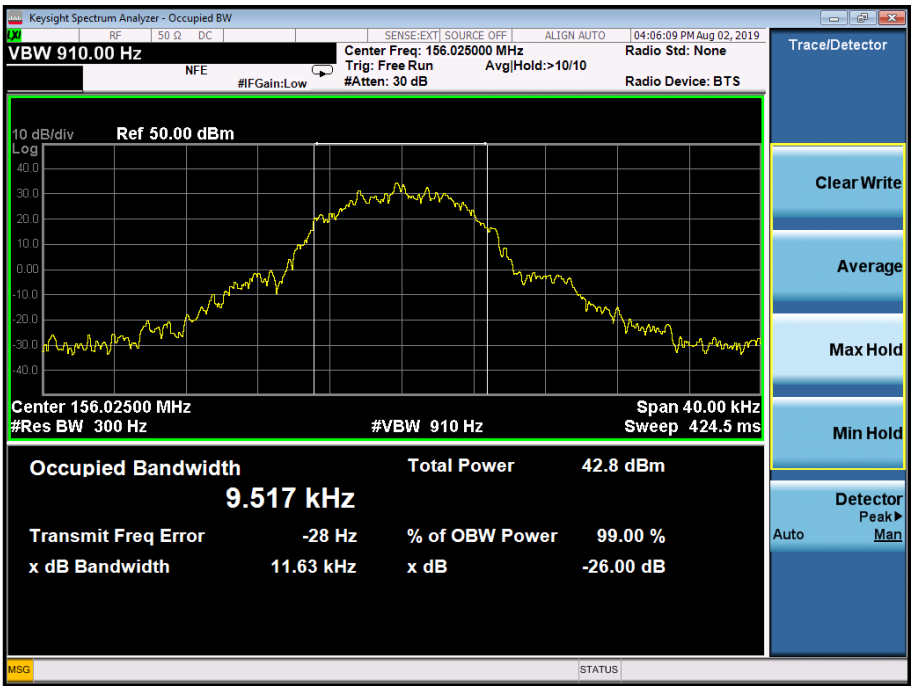 Keysight Spectrum Analyzer - Occupied BW
LXI RF 50 Ω DC SENSE:EXT SOURCE OFF ALIGN AUTO 04:06:09 PM Aug 02, 2019
VBW 910.00 Hz
Center Freq: 156.025000 MHz
Radio Std: None
NFE
Trig: Free Run Avg|Hold:>10/10
#IFGain:Low
#Atten: 30 dB
Radio Device: BTS
10 dB/div Ref 50.00 dBm
Log
40.0
30.0
20.0
10.0
0.00
-10.0
-20.0
-30.0
-40.0
Center 156.02500 MHz Span 40.00 kHz
#Res BW 300 Hz #VBW 910 Hz Sweep 424.5 ms
Occupied Bandwidth Total Power 42.8 dBm
9.517 kHz
Transmit Freq Error -28 Hz % of OBW Power 99.00 %
x dB Bandwidth 11.63 kHz x dB -26.00 dB
MSG STATUS
Trace/Detector
Clear Write
Average
Max Hold
Min Hold
Detector
Peak▶
Auto Man